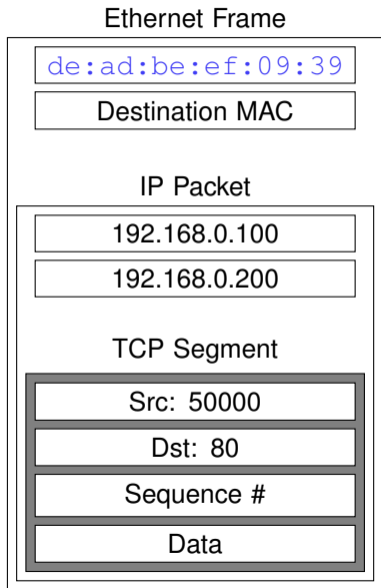 Ethernet Frame
de:ad:be:ef:09:39
Destination MAC
IP Packet
192.168.0.100
192.168.0.200
TCP Segment
Src: 50000
Dst: 80
Sequence #
Data